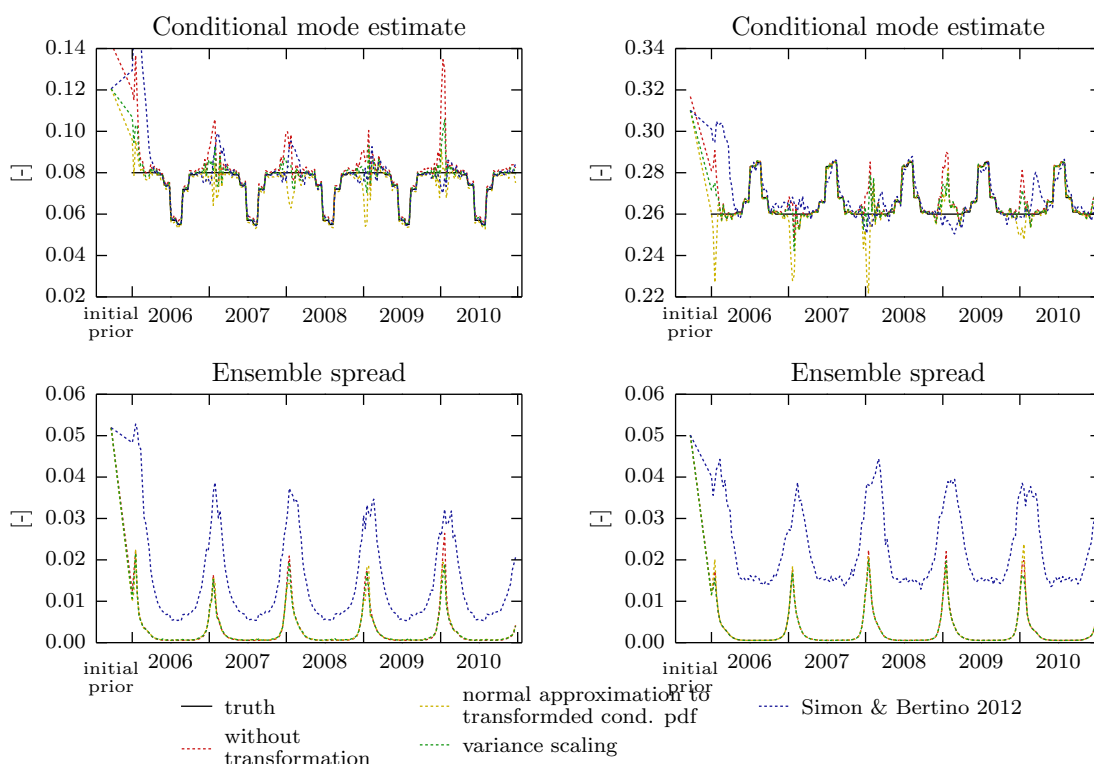 Conditional mode estimate
Conditional mode estimate
0.14
0.12
0.10
0.08
0.06
0.04
0.02
[-]
initial
prior
2006 2007 2008 2009 2010
0.34
0.32
0.30
0.28
0.26
0.24
0.22
[-]
initial
prior
2006 2007 2008 2009 2010
Ensemble spread
Ensemble spread
0.06
0.05
0.04
0.03
0.02
0.01
0.00
[-]
initial
prior
2006 2007 2008 2009 2010
0.06
0.05
0.04
0.03
0.02
0.01
0.00
[-]
initial
prior
2006 2007 2008 2009 2010
truth
without
transformation
normal approximation to
transformded cond. pdf
variance scaling
Simon & Bertino 2012